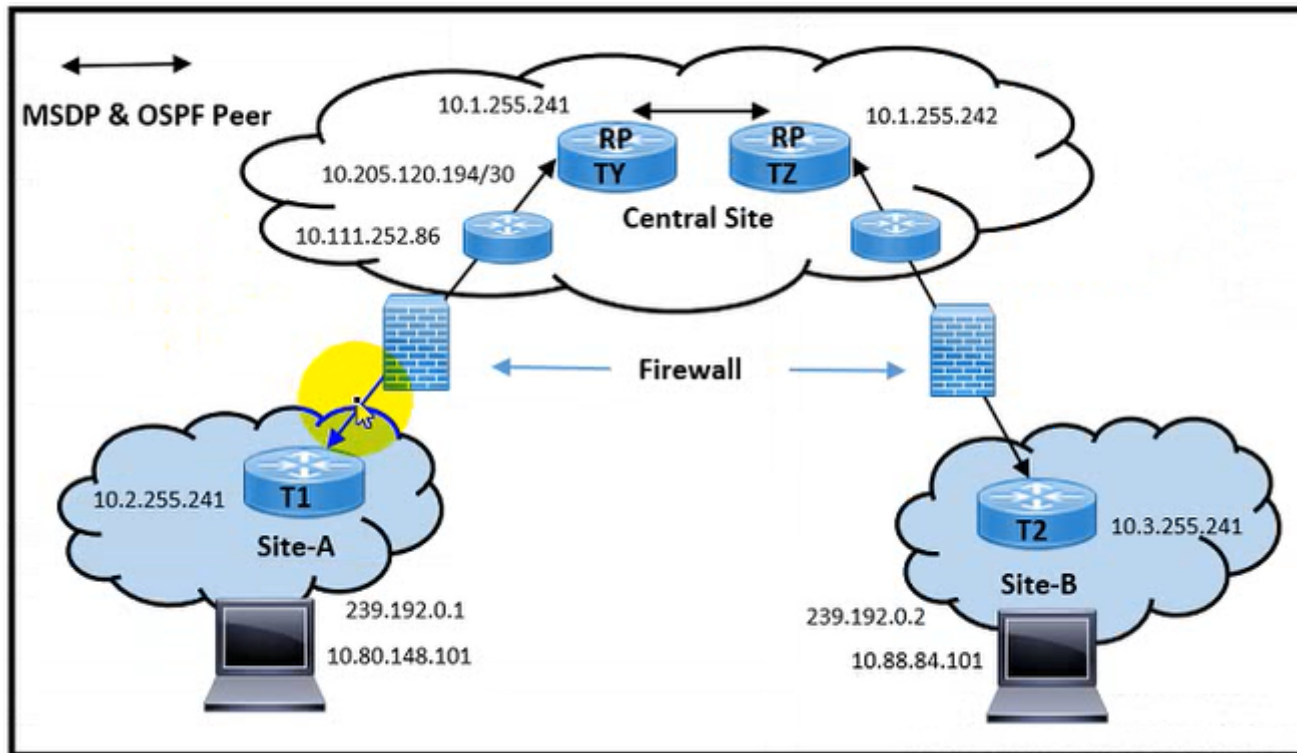 MSDP & OSPF Peer
10.1.255.241
RP
TY
RP
TZ
10.1.255.242
10.205.120.194/30
Central Site
10.111.252.86
Firewall
10.2.255.241
T1
Site-A
T2
10.3.255.241
Site-B
239.192.0.1
10.80.148.101
239.192.0.2
10.88.84.101